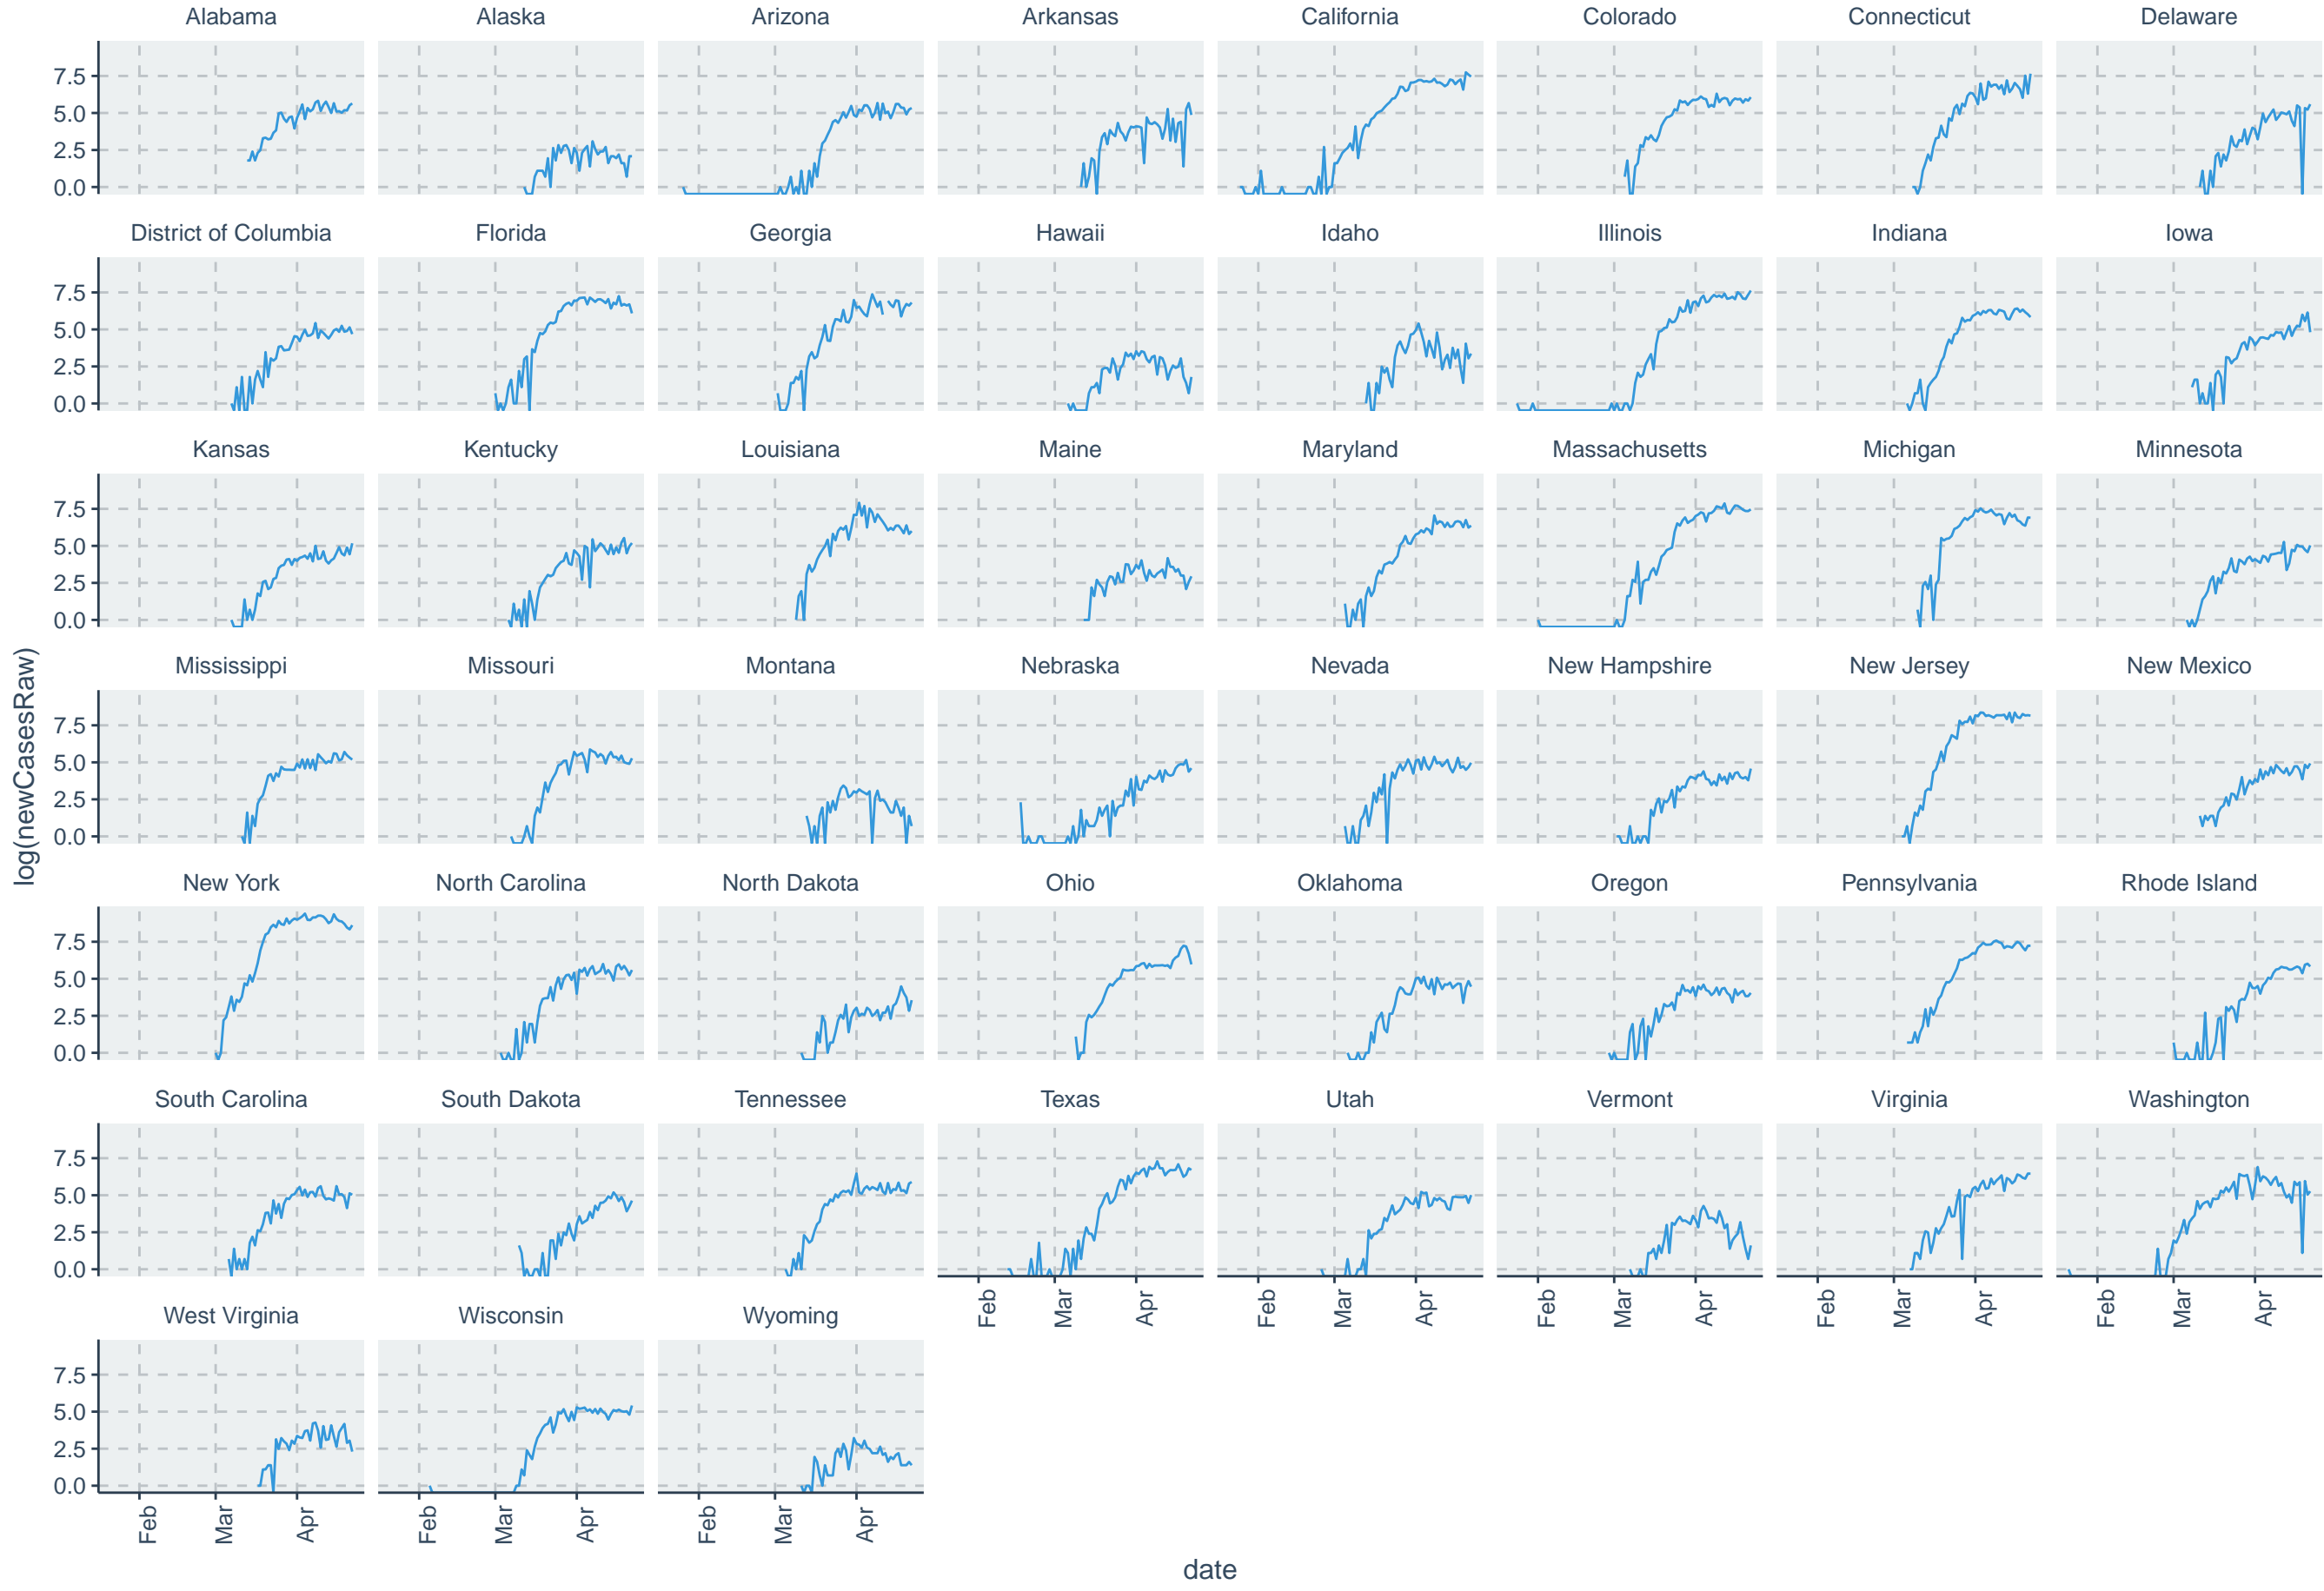 Alabama Alaska Arizona Arkansas California Colorado Connecticut Delaware
7.5
5.0
2.5
0.0
District of Columbia Florida Georgia Hawaii Idaho Illinois Indiana Iowa
7.5
5.0
2.5
0.0
Kansas Kentucky Louisiana Maine Maryland Massachusetts Michigan Minnesota
7.5
5.0
2.5
0.0
log(newCasesRaw)
Mississippi Missouri Montana Nebraska Nevada New Hampshire New Jersey New Mexico
7.5
5.0
2.5
0.0
New York North Carolina North Dakota Ohio Oklahoma Oregon Pennsylvania Rhode Island
7.5
5.0
2.5
0.0
South Carolina South Dakota Tennessee Texas Utah Vermont Virginia Washington
7.5
5.0
2.5
0.0
Feb Mar Apr Feb Mar Apr Feb Mar Apr Feb Mar Apr Feb Mar Apr
West Virginia Wisconsin Wyoming
7.5
5.0
2.5
0.0
Feb Mar Apr Feb Mar Apr Feb Mar Apr
date